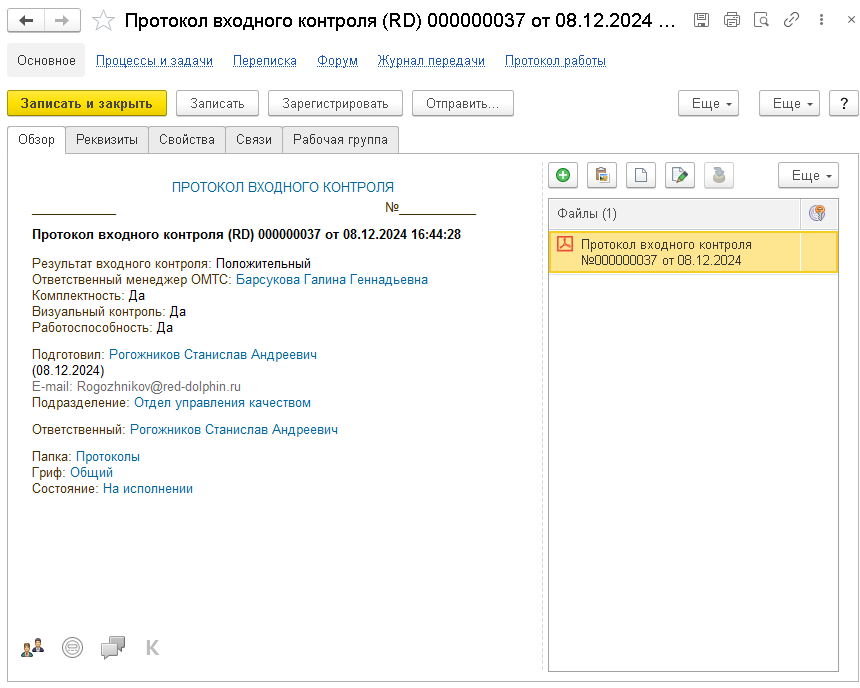 Протокол входного контроля (RD) 000000037 от 08.12.2024 ...
Основное Процессы и задачи Переписка Форум Журнал передачи Протокол работы
Записать и закрыть Записать Зарегистрировать Отправить... Еще Еще ?
Обзор Реквизиты Свойства Связи Рабочая группа
ПРОТОКОЛ ВХОДНОГО КОНТРОЛЯ
____________ №___________
Протокол входного контроля (RD) 000000037 от 08.12.2024 16:44:28
Результат входного контроля: Положительный
Ответственный менеджер ОМТС: Барсукова Галина Геннадьевна
Комплектность: Да
Визуальный контроль: Да
Работоспособность: Да
Подготовил: Рогожников Станислав Андреевич
(08.12.2024)
E-mail: Rogozhnikov@red-dolphin.ru
Подразделение: Отдел управления качеством
Ответственный: Рогожников Станислав Андреевич
Папка: Протоколы
Гриф: Общий
Состояние: На исполнении
K
Еще
Файлы (1)
Протокол входного контроля
№000000037 от 08.12.2024